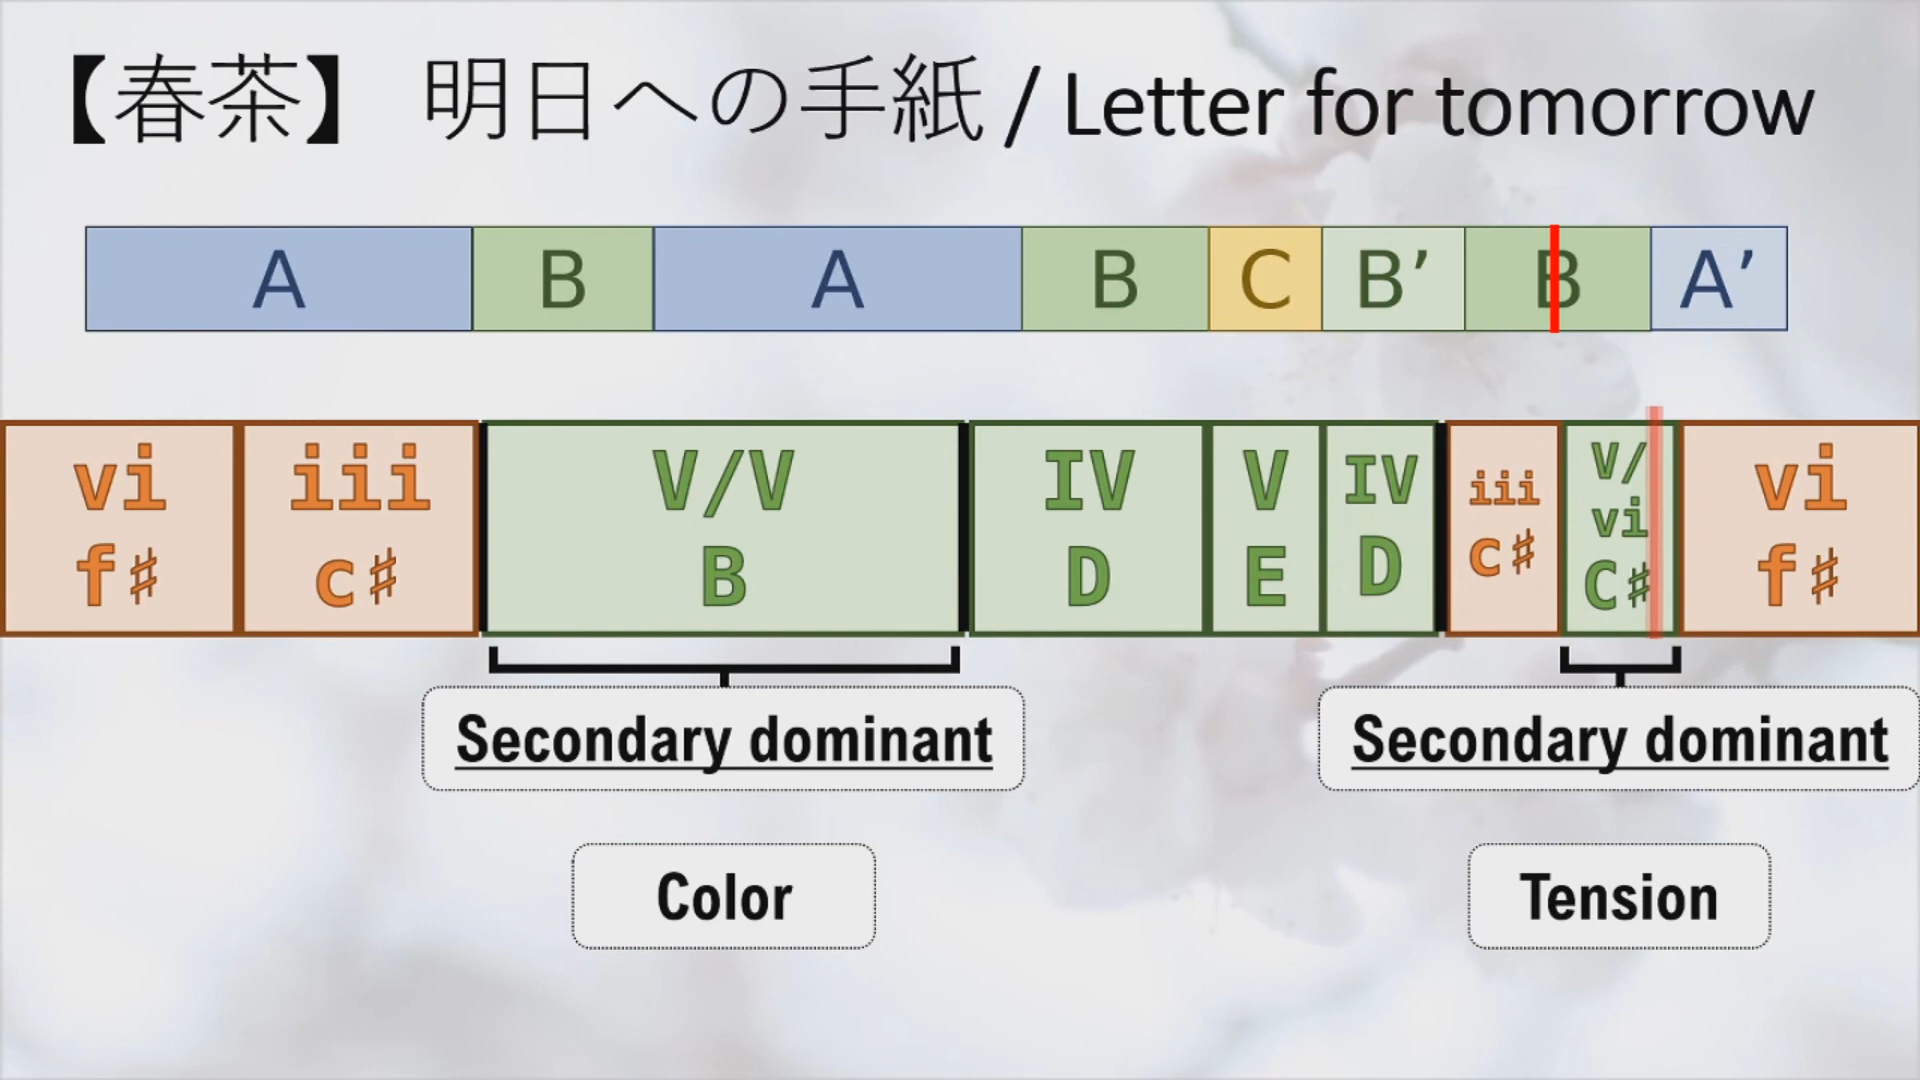 【春茶】 明日への手紙 / Letter for tomorrow
A B A B C B’ B A’
vi iii V/V IV V IV iii V/vi vi
f♯ c♯ B D E D c♯ C♯ f♯
Secondary dominant Secondary dominant
Color Tension